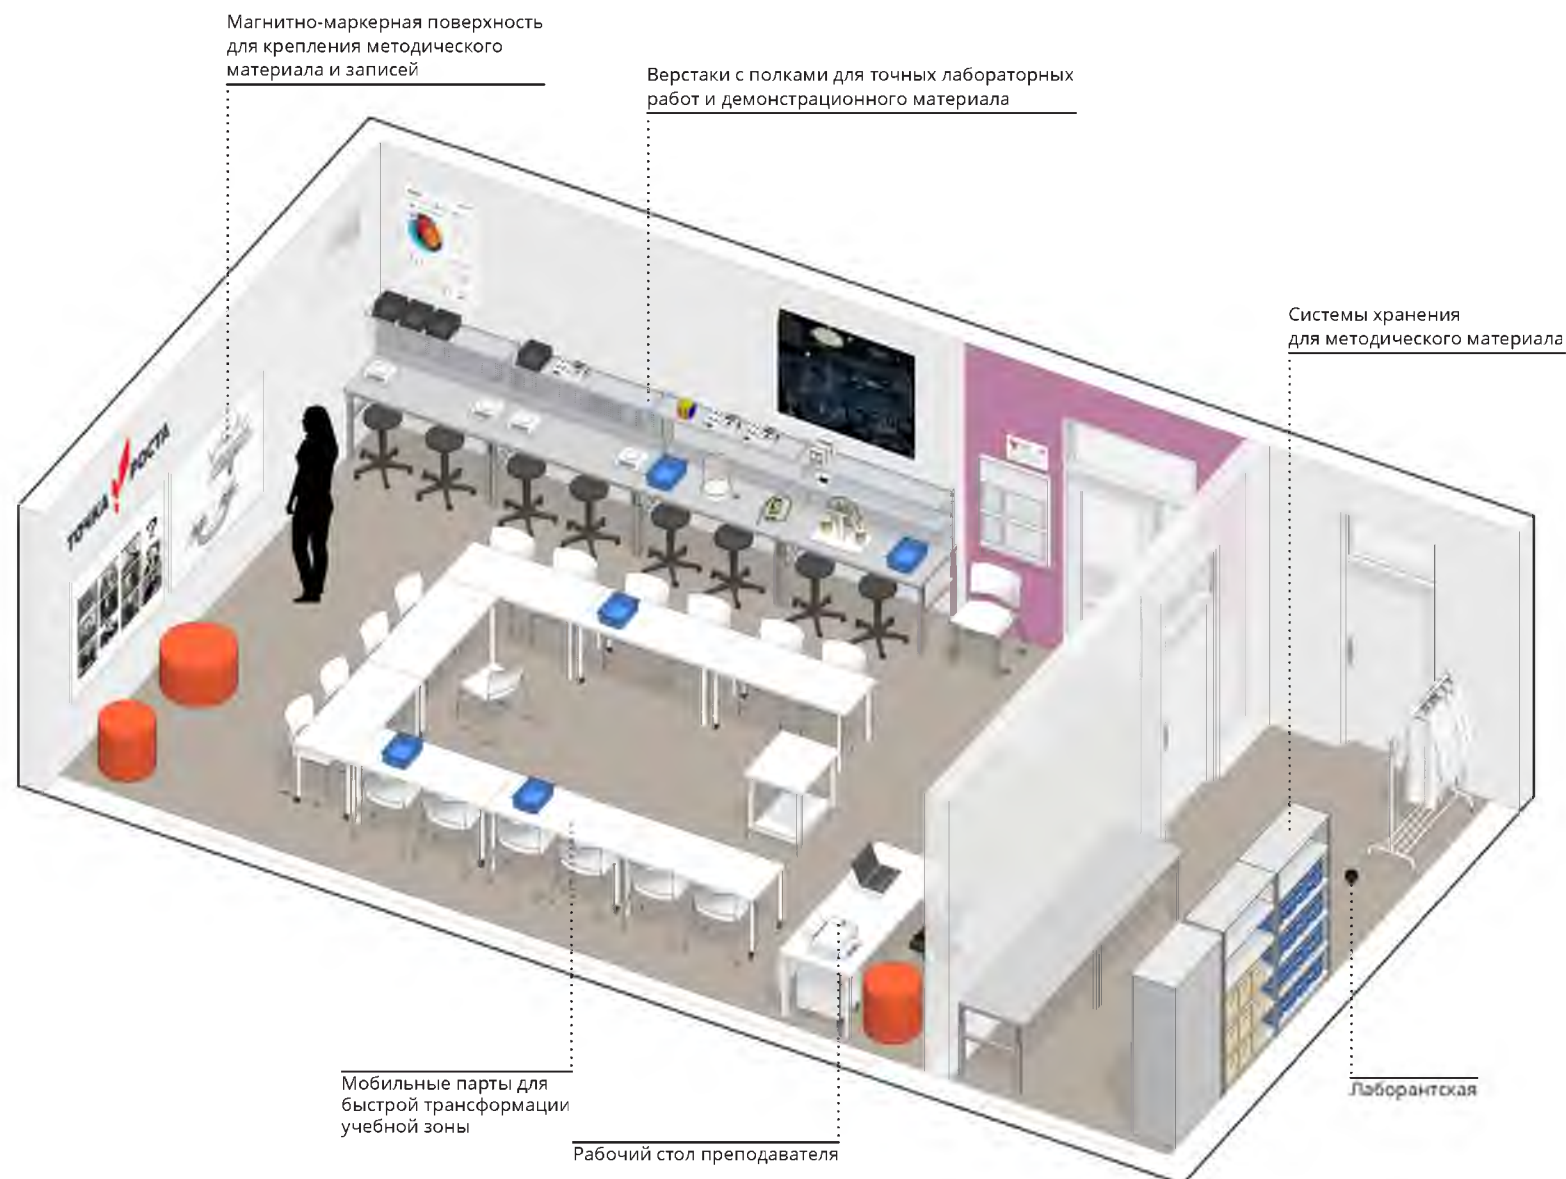 Магнитно-маркерная поверхность
для крепления методического
материала и записей
Верстаки с полками для точных лабораторных
работ и демонстрационного материала
Системы хранения
для методического материала
ТОЧКА РОСТА
Мобильные парты для
быстрой трансформации
учебной зоны
Рабочий стол преподавателя
Лаборантская